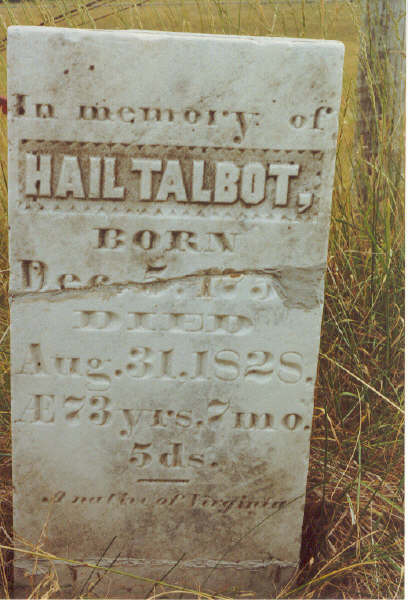 In memory of
HAIL TALBOT,
BORN
Dec. 5.
DIED
Aug. 31. 1828.
Æ 73 yrs. 7 mo.
5 ds.
A native of Virginia